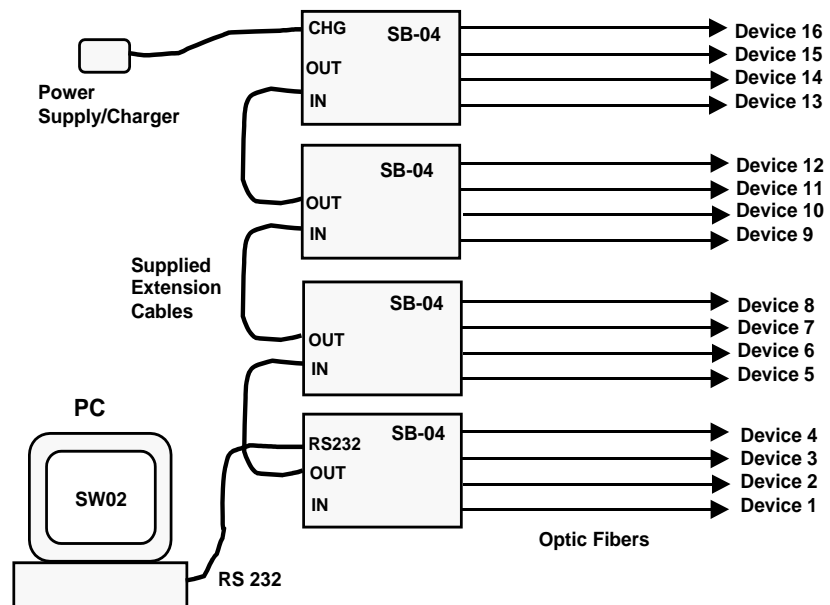 CHG
SB-04
Device 16
OUT
Device 15
Device 14
IN
Device 13
Power
Supply/Charger
SB-04
Device 12
Device 11
OUT
Device 10
IN
Device 9
Supplied
Extension
Cables
SB-04
Device 8
Device 7
OUT
Device 6
IN
Device 5
PC
RS232
SB-04
Device 4
Device 3
OUT
Device 2
IN
Device 1
SW02
Optic Fibers
RS 232